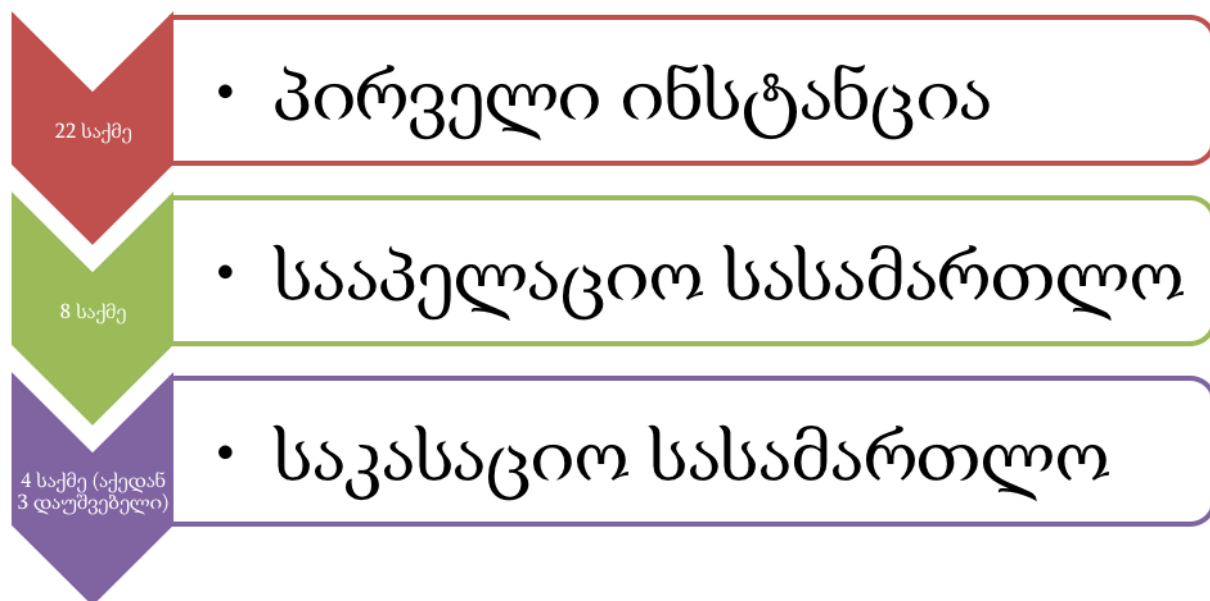 22 საქმე
• პირველი ინსტანცია
8 საქმე
• სააპელაციო სასამართლო
4 საქმე (აქედან
3 დაუშვებელი)
• საკასაციო სასამართლო